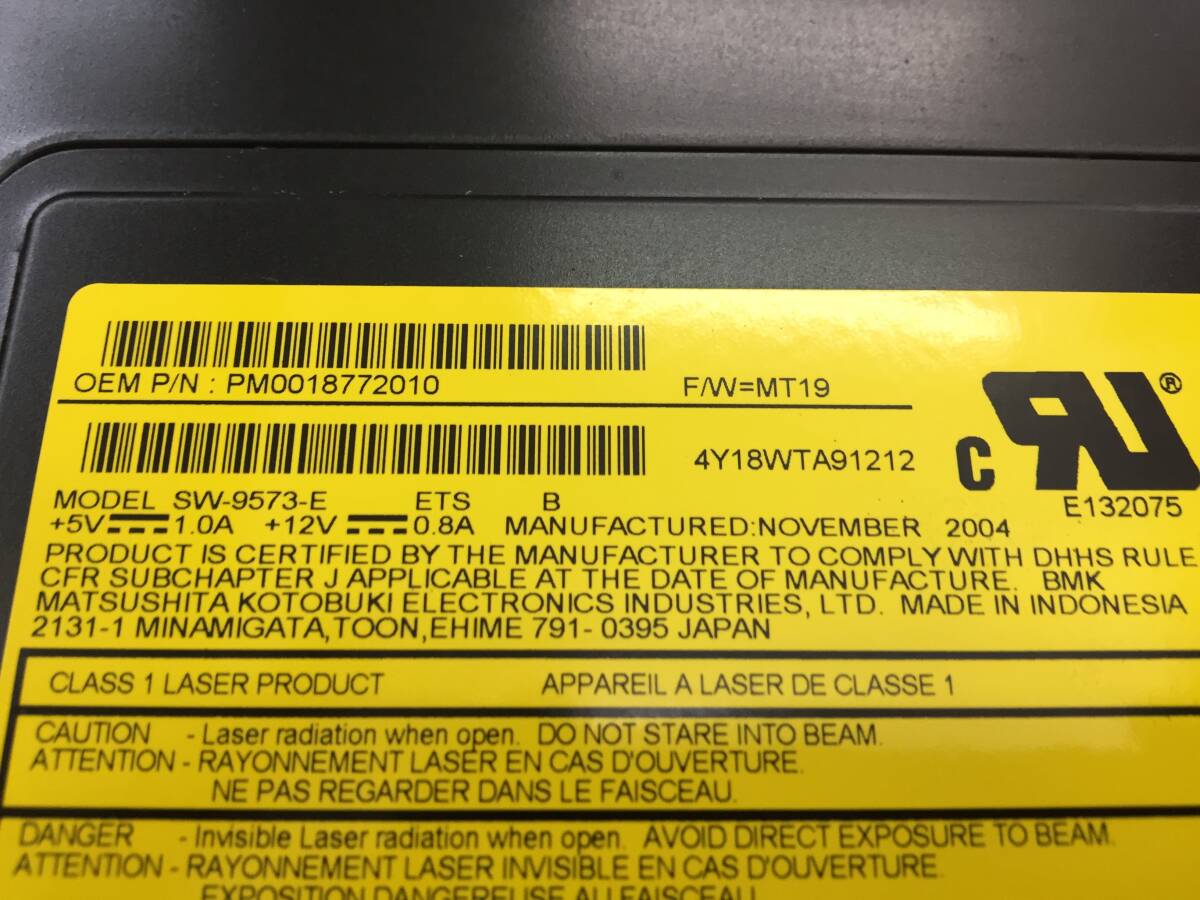 OEM P/N : PM0018772010 F/W=MT19
4Y18WTA91212
C RU ®
E132075
MODEL SW-9573-E ETS B
+5V 1.0A +12V 0.8A MANUFACTURED:NOVEMBER 2004
PRODUCT IS CERTIFIED BY THE MANUFACTURER TO COMPLY WITH DHHS RULE
CFR SUBCHAPTER J APPLICABLE AT THE DATE OF MANUFACTURE. BMK
MATSUSHITA KOTOBUKI ELECTRONICS INDUSTRIES, LTD. MADE IN INDONESIA
2131-1 MINAMIGATA,TOON,EHIME 791-0395 JAPAN
CLASS 1 LASER PRODUCT APPAREIL A LASER DE CLASSE 1
CAUTION - Laser radiation when open. DO NOT STARE INTO BEAM.
ATTENTION - RAYONNEMENT LASER EN CAS D'OUVERTURE.
NE PAS REGARDER DANS LE FAISCEAU.
DANGER - Invisible Laser radiation when open. AVOID DIRECT EXPOSURE TO BEAM.
ATTENTION - RAYONNEMENT LASER INVISIBLE EN CAS D'OUVERTURE.
EXPOSITION DANGEREUSE AU FAISCEAU.